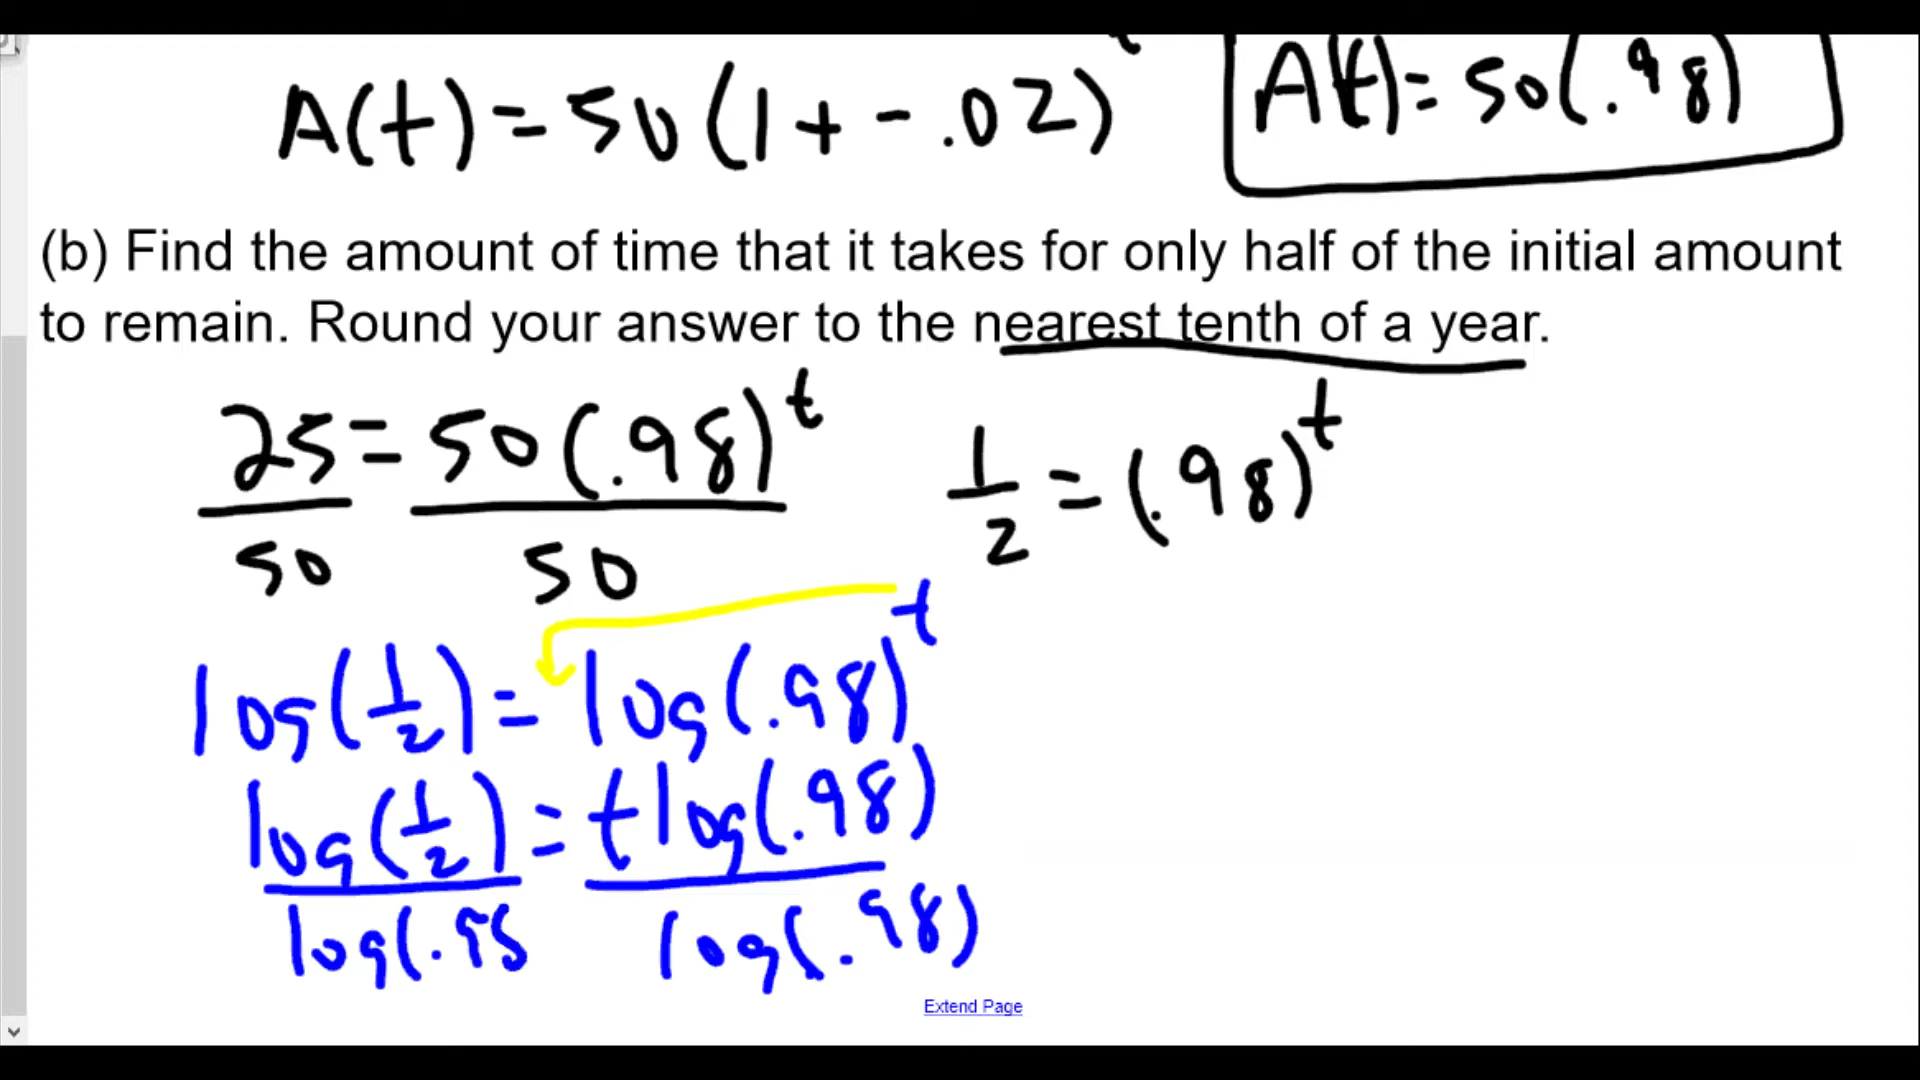 A(t) = 50(1 + -.02)^t
A(t) = 50(.98)
(b) Find the amount of time that it takes for only half of the initial amount
to remain. Round your answer to the nearest tenth of a year.
25 = 50(.98)^t
50 50
1/2 = (.98)^t
log(1/2) = log(.98)^t
log(1/2) = t log(.98)
log(.98 log(.98)
Extend Page